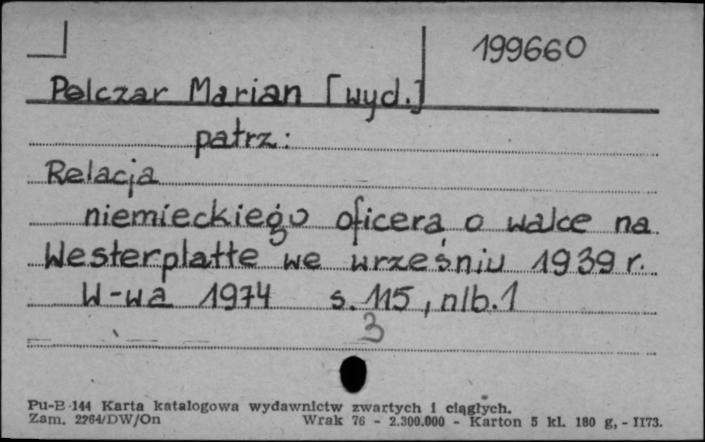 199660
Pelczar Marian [wyd.]
patrz:
Relacja
niemieckiego oficera o walce na
Westerplatte we wrześniu 1939 r.
W-wa 1974 s. 115, nlb. 1
3
Pu-B 144 Karta katalogowa wydawnictw zwartych i ciągłych.
Zam. 2264/DW/On Wrak 76 - 2.300.000 - Karton 5 kl. 180 g, - II73.